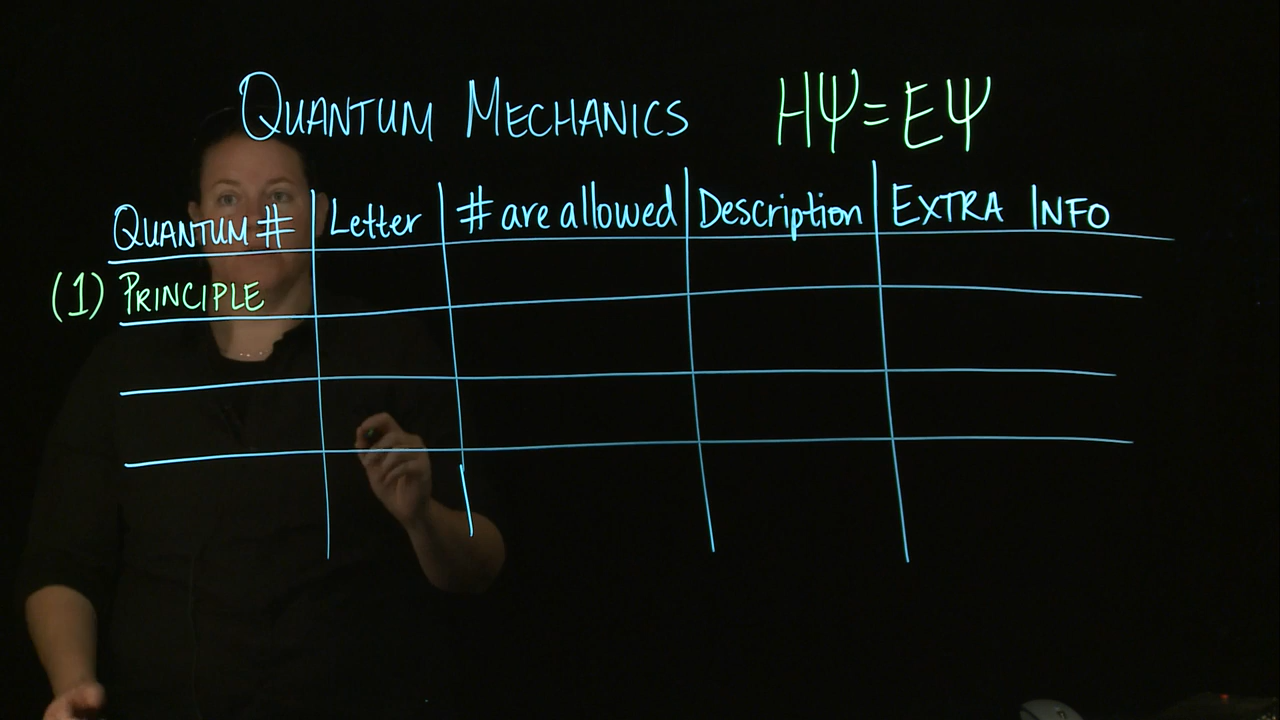 QUANTUM MECHANICS HΨ=EΨ
QUANTUM # Letter # are allowed Description EXTRA INFO
(1) PRINCIPLE